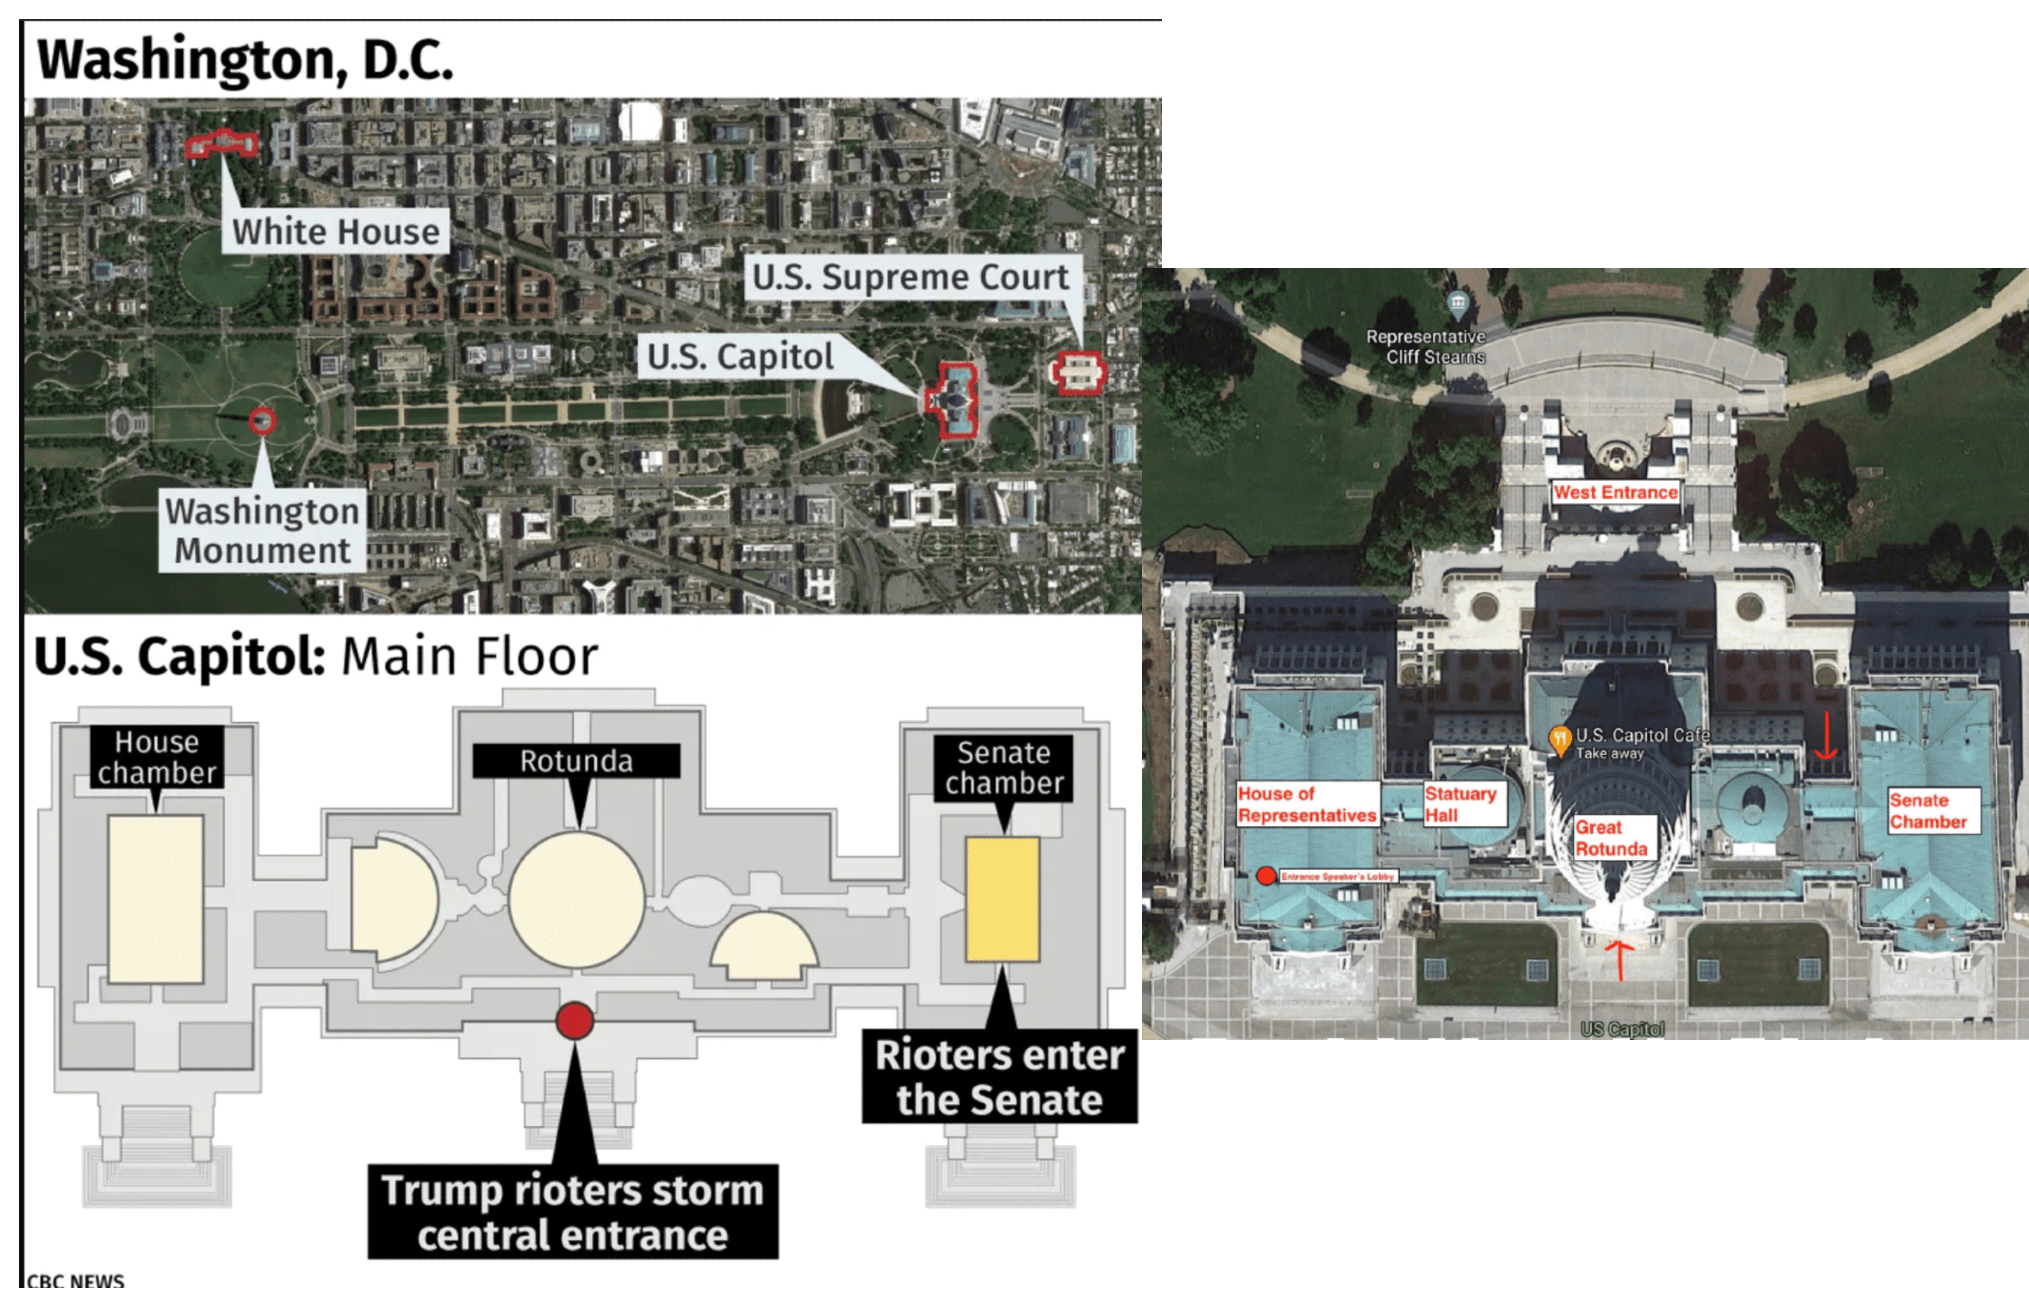 Washington, D.C.
White House
U.S. Supreme Court
U.S. Capitol
Washington
Monument
U.S. Capitol: Main Floor
House
chamber
Rotunda
Senate
chamber
Rioters enter
the Senate
Trump rioters storm
central entrance
CBC NEWS
Representative
Cliff Stearns
West Entrance
U.S. Capitol Cafe
Take away
House of
Representatives
Statuary
Hall
Great
Rotunda
Senate
Chamber
Entrance Speaker's Lobby
US Capitol